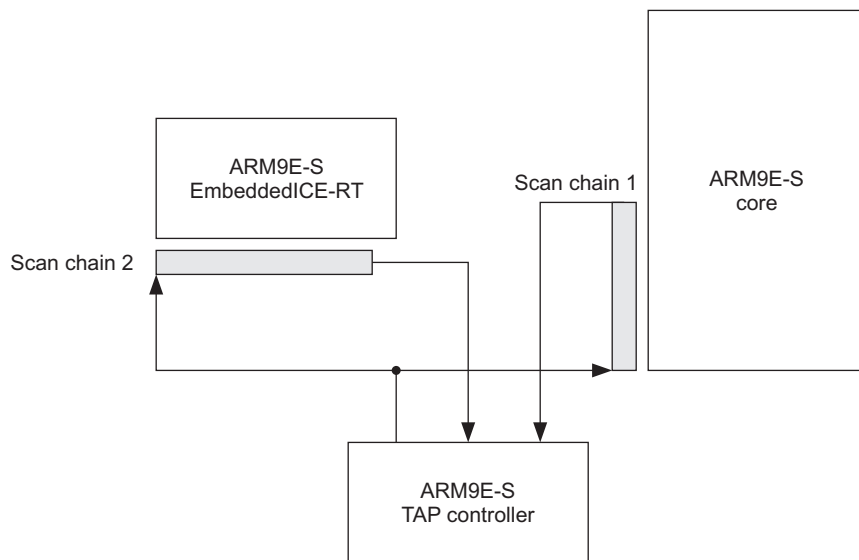 ARM9E-S
EmbeddedICE-RT
Scan chain 1
ARM9E-S
core
Scan chain 2
ARM9E-S
TAP controller